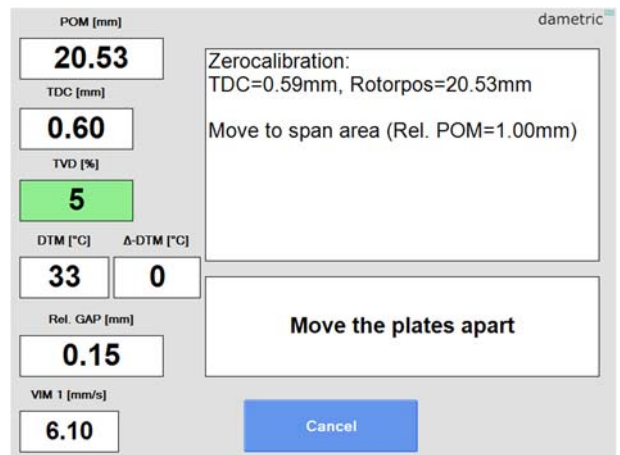 POM [mm]
dametric
20.53
TDC [mm]
0.60
TVD [%]
5
DTM [°C] Δ-DTM [°C]
33 0
Rel. GAP [mm]
0.15
VIM 1 [mm/s]
6.10
Zerocalibration:
TDC=0.59mm, Rotorpos=20.53mm
Move to span area (Rel. POM=1.00mm)
Move the plates apart
Cancel